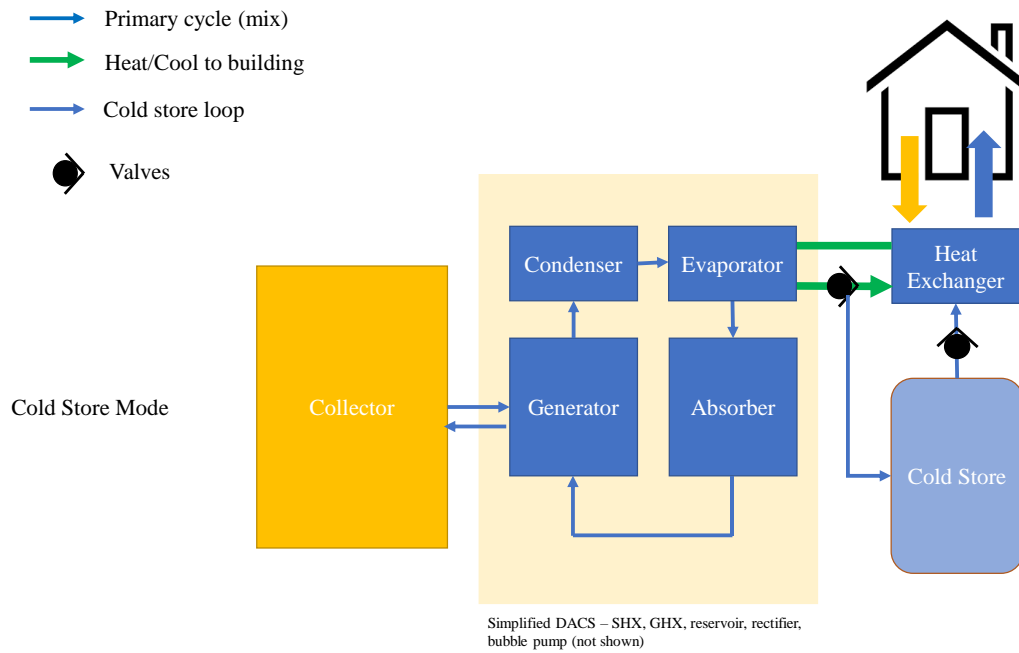 Primary cycle (mix)
Heat/Cool to building
Cold store loop
Valves
Condenser
Evaporator
Heat
Exchanger
Cold Store Mode
Collector
Generator
Absorber
Cold Store
Simplified DACS – SHX, GHX, reservoir, rectifier,
bubble pump (not shown)